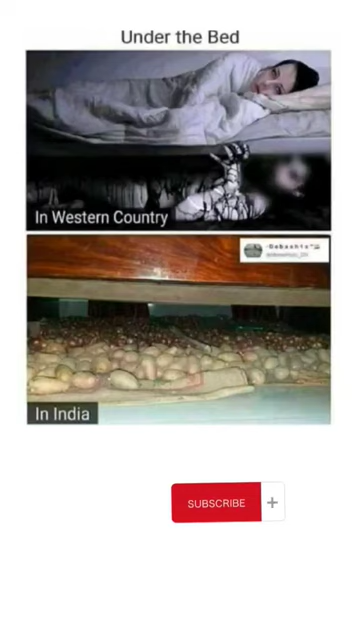 Under the Bed
In Western Country
In India
SUBSCRIBE
+